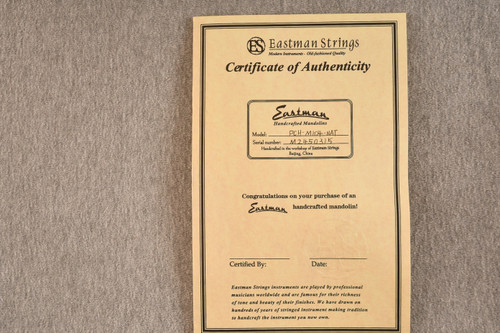 ES Eastman Strings
Modern Instruments - Old-fashioned Quality
Certificate of Authenticity
Eastman
Handcrafted Mandolins
Model: PCH-M1OA-NAT
Serial number: M2450315
Handcrafted in the workshop of Eastman Strings
Beijing, China
Congratulations on your purchase of an
Eastman handcrafted mandolin!
Certified By:
Date:
Eastman Strings instruments are played by professional
musicians worldwide and are famous for their richness
of tone and beauty of their finishes. We have drawn on
hundreds of years of stringed instrument making tradition
to handcraft the instrument you now own.